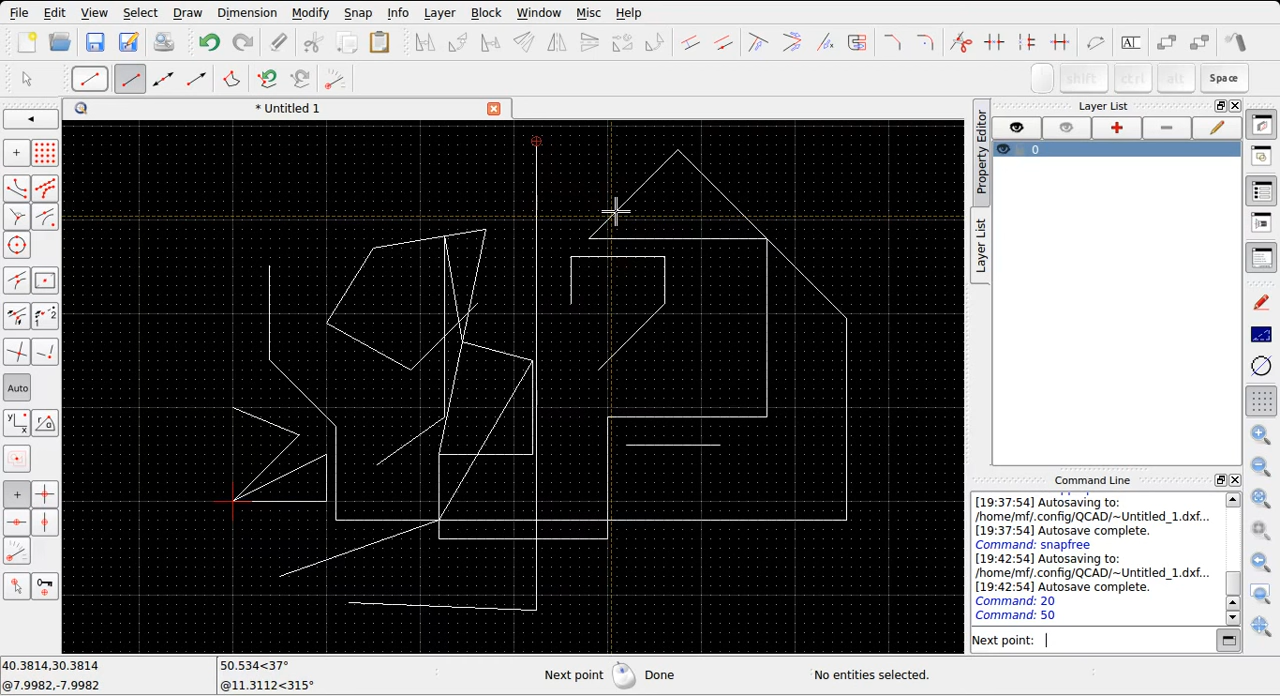 File Edit View Select Draw Dimension Modify Snap Info Layer Block Window Misc Help
shift ctrl alt Space
* Untitled 1
Layer List
0
Property Editor
Layer List
Auto
Command Line
[19:37:54] Autosaving to:
/home/mf/.config/QCAD/~Untitled_1.dxf...
[19:37:54] Autosave complete.
Command: snapfree
[19:42:54] Autosaving to:
/home/mf/.config/QCAD/~Untitled_1.dxf...
[19:42:54] Autosave complete.
Command: 20
Command: 50
Next point:
40.3814,30.3814
@7.9982,-7.9982
50.534<37°
@11.3112<315°
Next point
Done
No entities selected.